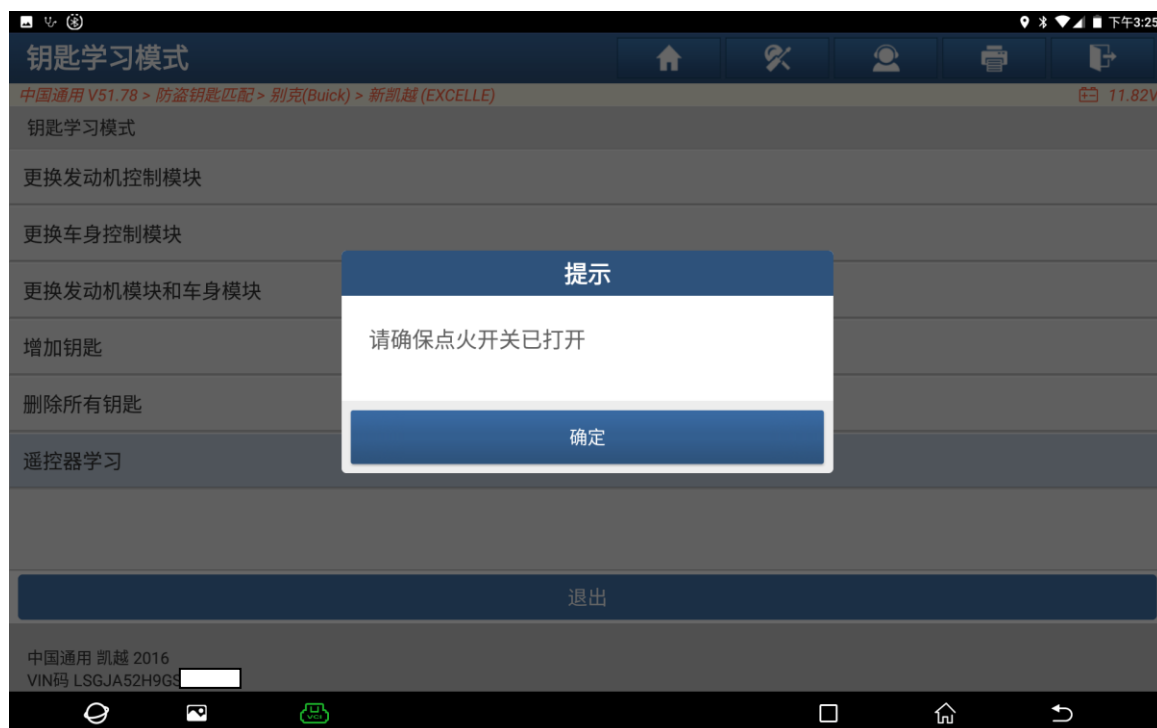 下午3:25
钥匙学习模式
中国通用 V51.78 > 防盗钥匙匹配 > 别克(Buick) > 新凯越 (EXCELLE)
11.82V
钥匙学习模式
更换发动机控制模块
更换车身控制模块
更换发动机模块和车身模块
增加钥匙
删除所有钥匙
遥控器学习
提示
请确保点火开关已打开
确定
退出
中国通用 凯越 2016
VIN码 LSGJA52H9GS
VCI